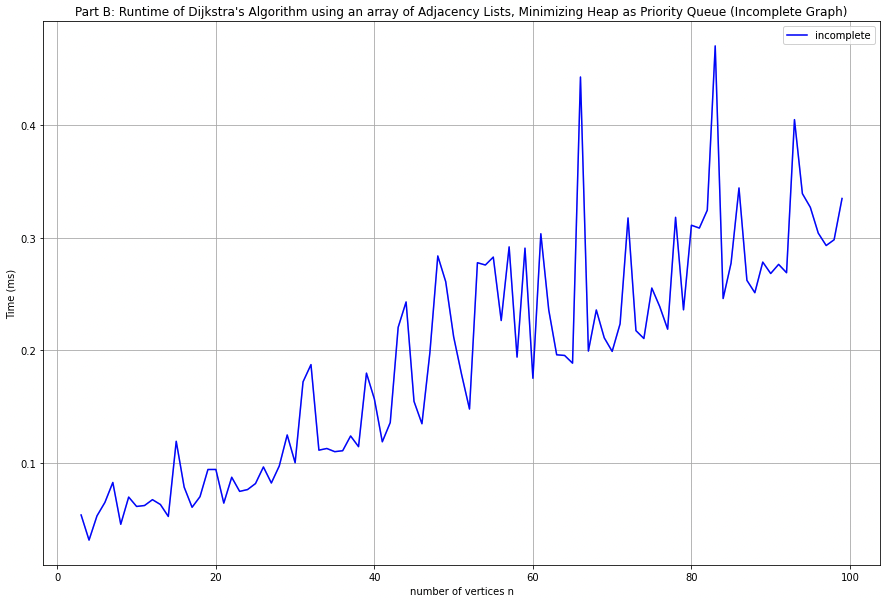 Part B: Runtime of Dijkstra's Algorithm using an array of Adjacency Lists, Minimizing Heap as Priority Queue (Incomplete Graph)
incomplete
Time (ms)
0.4
0.3
0.2
0.1
0 20 40 60 80 100
number of vertices n